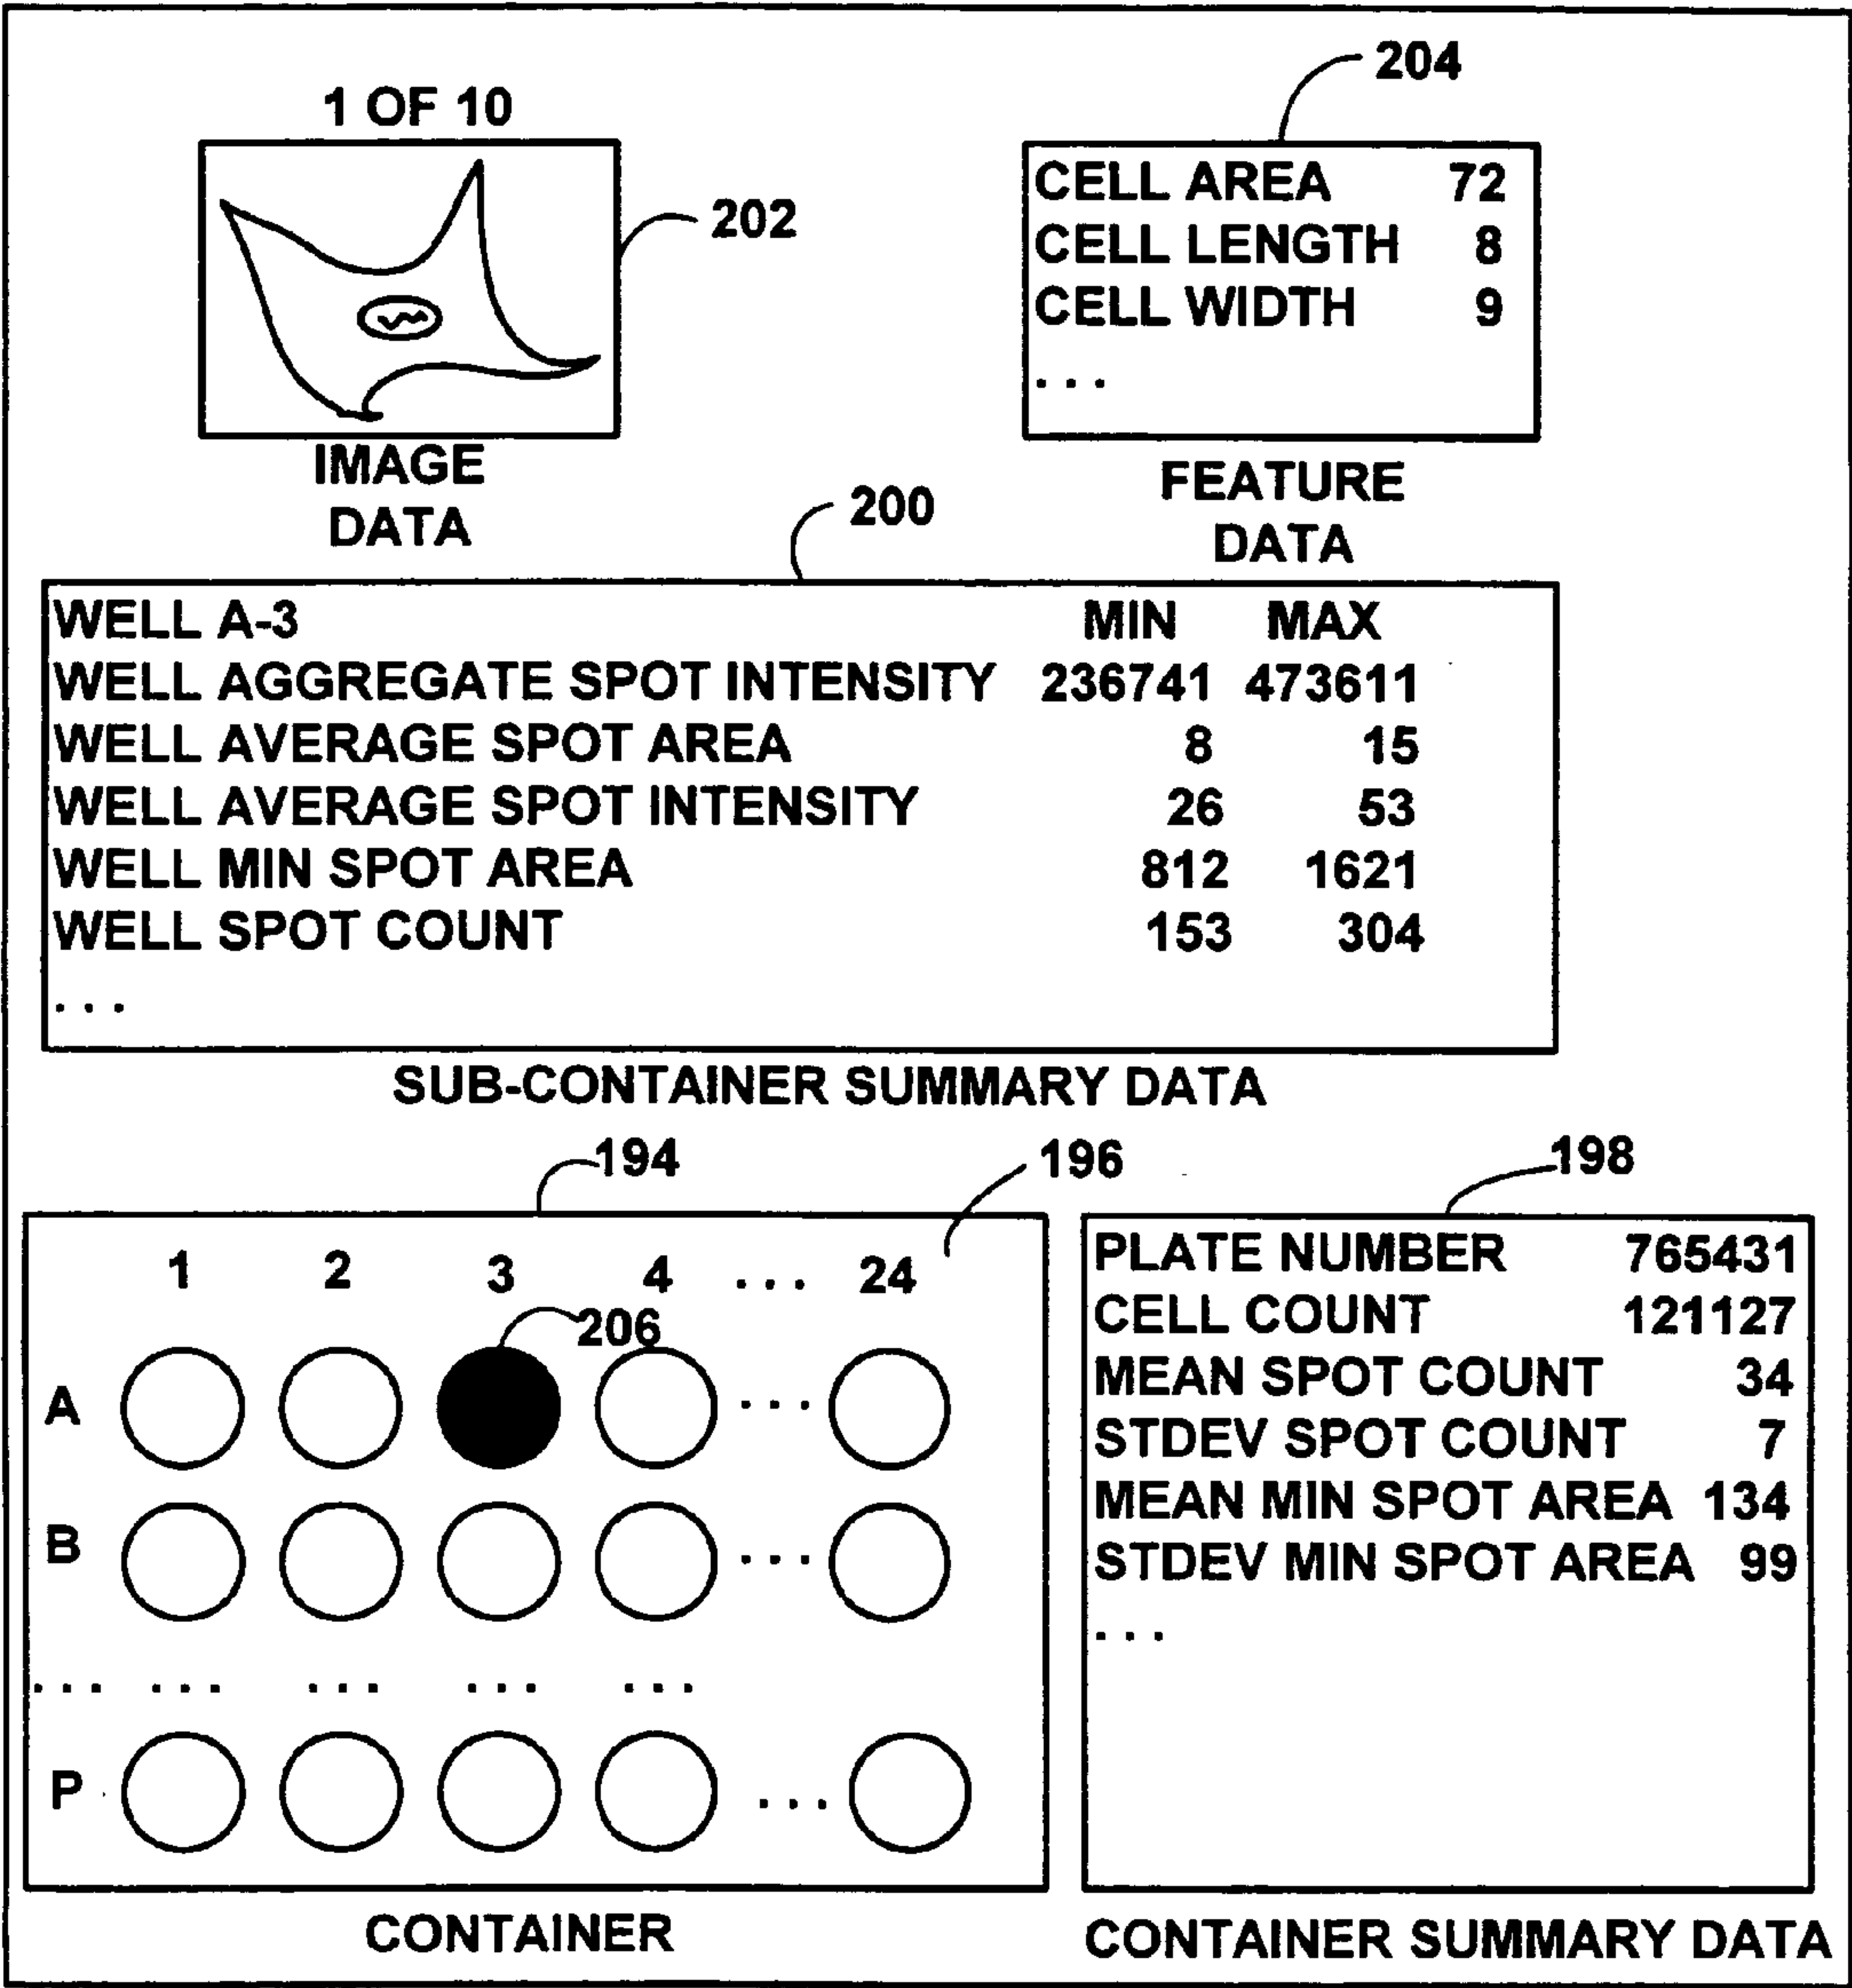 204
1 OF 10
202
CELL AREA 72
CELL LENGTH 8
CELL WIDTH 9
. . .
IMAGE
DATA
FEATURE
DATA
200
WELL A-3 MIN MAX
WELL AGGREGATE SPOT INTENSITY 236741 473611
WELL AVERAGE SPOT AREA 8 15
WELL AVERAGE SPOT INTENSITY 26 53
WELL MIN SPOT AREA 812 1621
WELL SPOT COUNT 153 304
. . .
SUB-CONTAINER SUMMARY DATA
194
196
198
1 2 3 4 . . . 24
206
A . . .
B . . .
. . . . . . . . . . . . . . .
P . . .
CONTAINER
PLATE NUMBER 765431
CELL COUNT 121127
MEAN SPOT COUNT 34
STDEV SPOT COUNT 7
MEAN MIN SPOT AREA 134
STDEV MIN SPOT AREA 99
. . .
CONTAINER SUMMARY DATA